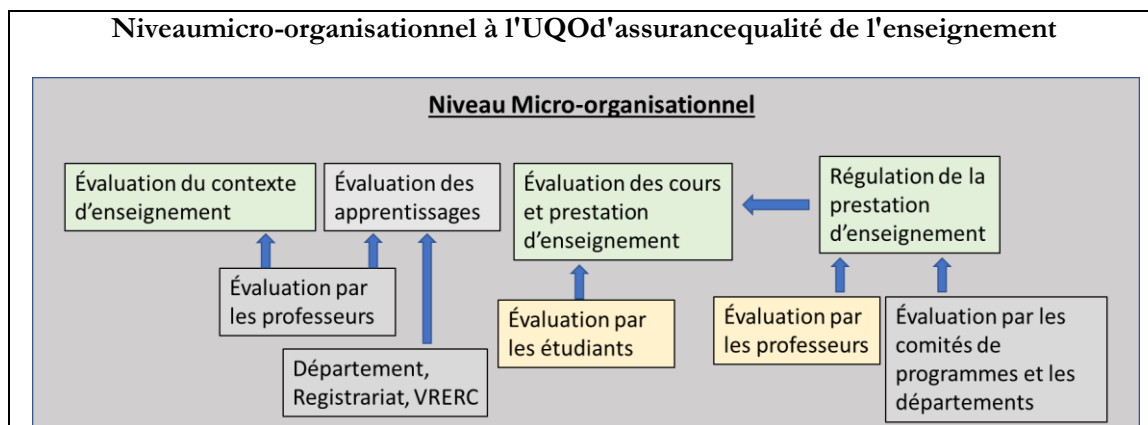 Niveaumicro-organisationnel à l'UQOd'assurancequalité de l'enseignement
Niveau Micro-organisationnel
Évaluation du contexte
d’enseignement
Évaluation des
apprentissages
Évaluation des cours
et prestation
d’enseignement
Régulation de la
prestation
d’enseignement
Évaluation par
les professeurs
Département,
Registrariat, VRERC
Évaluation par
les étudiants
Évaluation par
les professeurs
Évaluation par les
comités de
programmes et les
départements